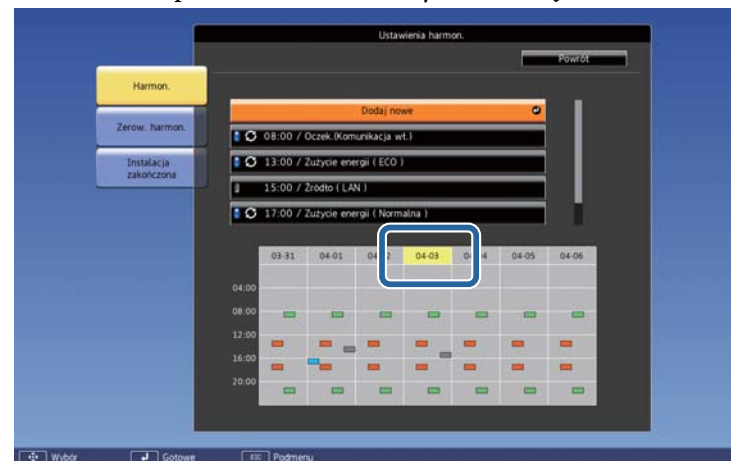 Ustawienia harmon.
Powrót
Harmon.
Zerow. harmon.
Instalacja
zakończona
Dodaj nowe
08:00 / Oczek.(Komunikacja wł.)
13:00 / Zużycie energii ( ECO )
15:00 / Źródło ( LAN )
17:00 / Zużycie energii ( Normalna )
03-31 04-01 04-03 04-05 04-06
04:00
08:00
12:00
16:00
20:00
Wybór Gotowe ESC Podmenu